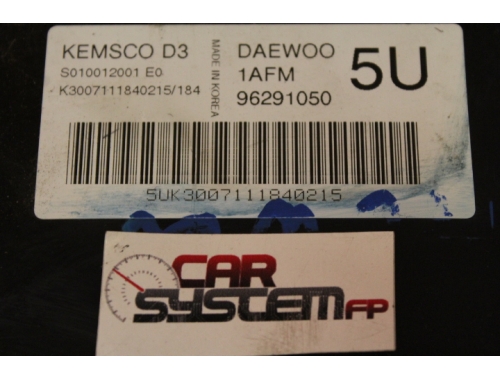 KEMSCO D3
S010012001 E0
K3007111840215/184
MADE IN KOREA
DAEWOO
1AFM
96291050
5U
5UK3007111840215
CAR
SYSTEM FP